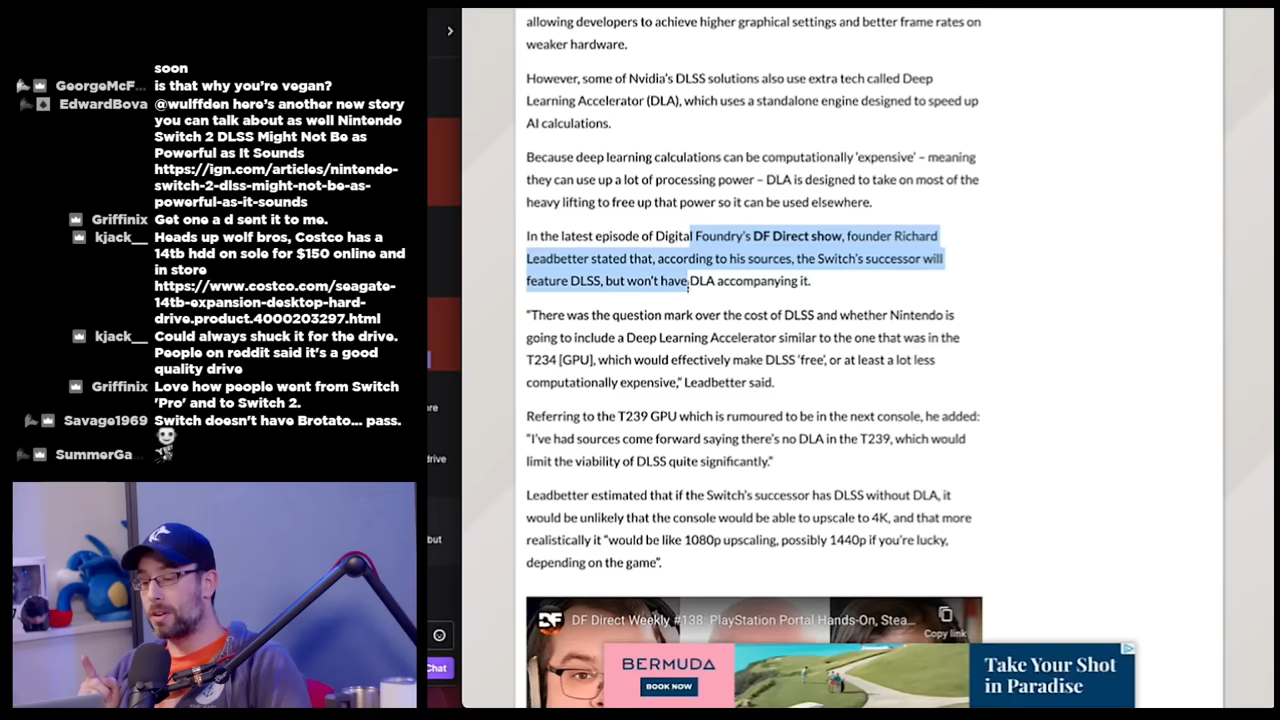 soon
GeorgeMcF... is that why you're vegan?
EdwardBova @wulffden here's another new story
you can talk about as well Nintendo
Switch 2 DLSS Might Not Be as
Powerful as It Sounds
https://ign.com/articles/nintendo-
switch-2-dlss-might-not-be-as-
powerful-as-it-sounds
Griffinix Get one a d sent it to me.
kjack__ Heads up wolf bros, Costco has a
14tb hdd on sole for $150 online and
in store
https://www.costco.com/seagate-
14tb-expansion-desktop-hard-
drive.product.4000203297.html
kjack__ Could always shuck it for the drive.
People on reddit said it's a good
quality drive
Griffinix Love how people went from Switch
'Pro' and to Switch 2.
Savage1969 Switch doesn't have Brotato... pass.
SummerGa...
re
drive
but
Chat
allowing developers to achieve higher graphical settings and better frame rates on
weaker hardware.
However, some of Nvidia's DLSS solutions also use extra tech called Deep
Learning Accelerator (DLA), which uses a standalone engine designed to speed up
AI calculations.
Because deep learning calculations can be computationally 'expensive' – meaning
they can use up a lot of processing power – DLA is designed to take on most of the
heavy lifting to free up that power so it can be used elsewhere.
In the latest episode of Digital Foundry's DF Direct show, founder Richard
Leadbetter stated that, according to his sources, the Switch's successor will
feature DLSS, but won't have DLA accompanying it.
"There was the question mark over the cost of DLSS and whether Nintendo is
going to include a Deep Learning Accelerator similar to the one that was in the
T234 [GPU], which would effectively make DLSS 'free', or at least a lot less
computationally expensive," Leadbetter said.
Referring to the T239 GPU which is rumoured to be in the next console, he added:
"I've had sources come forward saying there's no DLA in the T239, which would
limit the viability of DLSS quite significantly."
Leadbetter estimated that if the Switch's successor has DLSS without DLA, it
would be unlikely that the console would be able to upscale to 4K, and that more
realistically it "would be like 1080p upscaling, possibly 1440p if you're lucky,
depending on the game".
DF DF Direct Weekly #138 PlayStation Portal Hands-On, Stea...
Copy link
BERMUDA
BOOK NOW
Take Your Shot
in Paradise